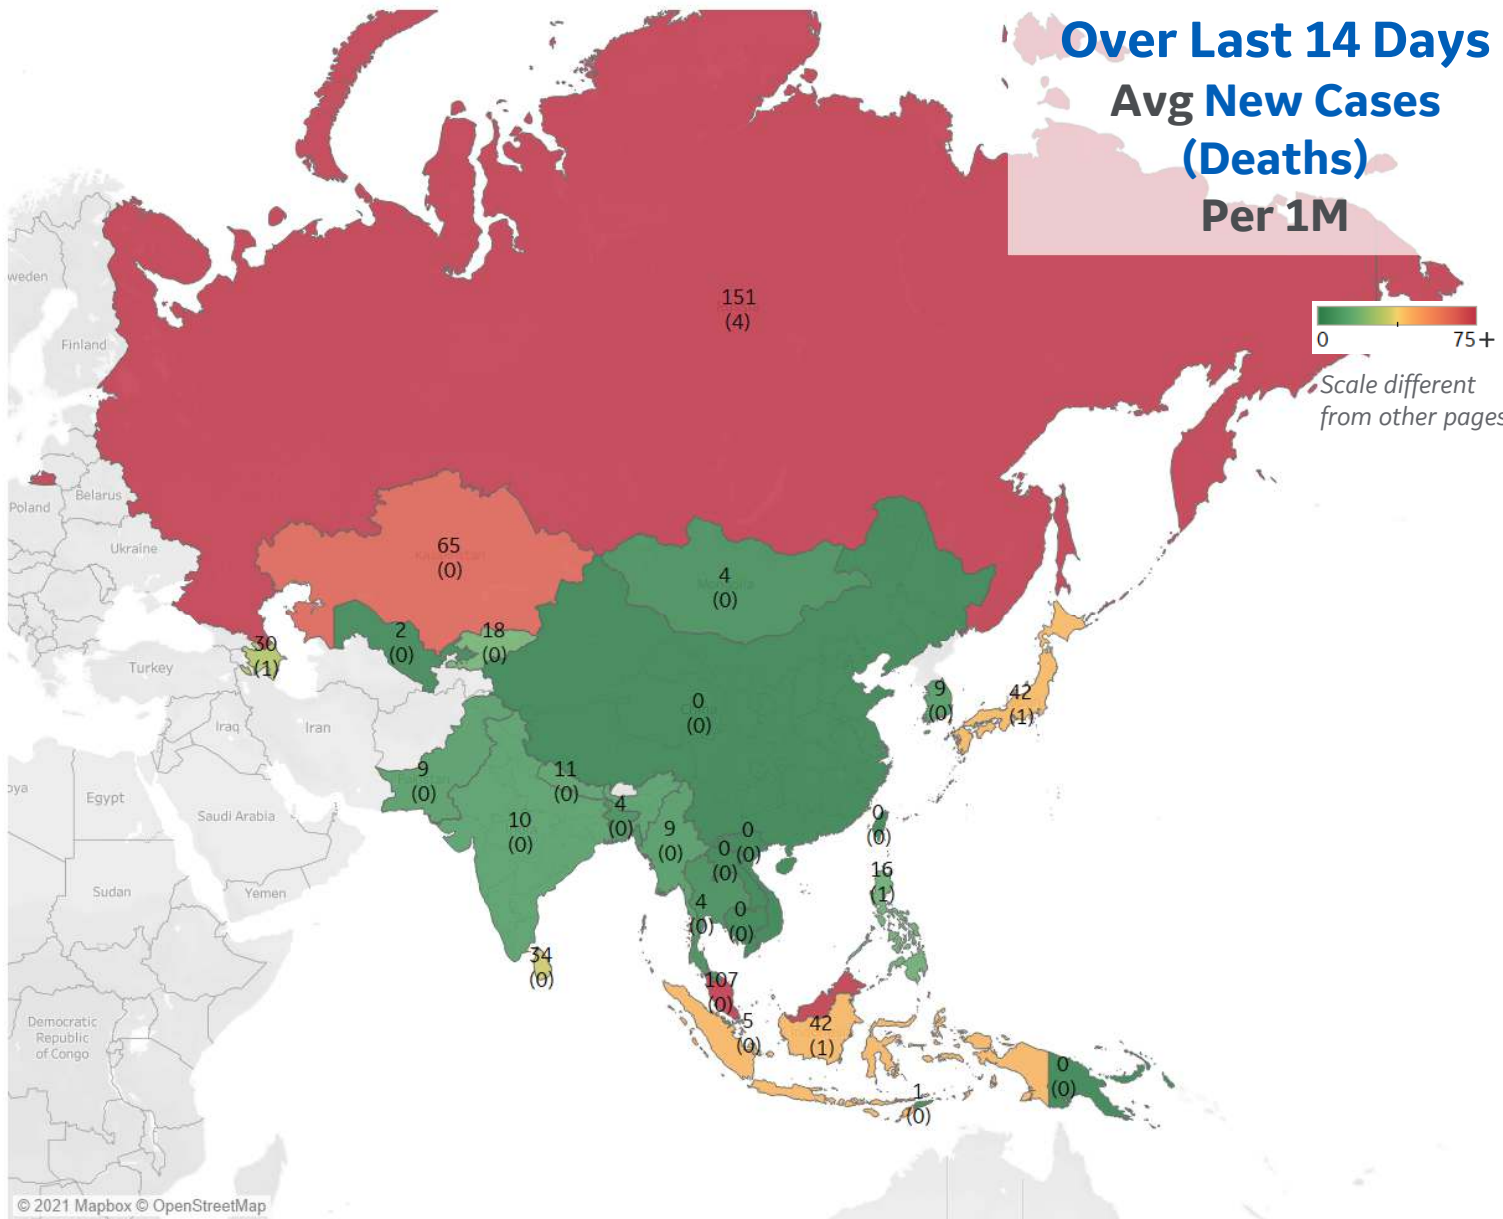 Over Last 14 Days
Avg New Cases
(Deaths)
Per 1M
151
(4)
0 75+
Scale different
from other pages
weden
Finland
Belarus
Poland
Ukraine
65
(0)
4
(0)
2
(0)
18
(0)
30
(1)
Turkey
0
(0)
9
(0)
42
(1)
Iraq
Iran
9
(0)
11
(0)
4
(0)
oya
Egypt
Saudi Arabia
10
(0)
9
(0)
0
(0)
0
(0)
0
(0)
16
(1)
Sudan
Yemen
4
(0)
0
(0)
34
(0)
107
(0)
5
(0)
42
(1)
Democratic
Republic
of Congo
0
(0)
1
(0)
© 2021 Mapbox © OpenStreetMap